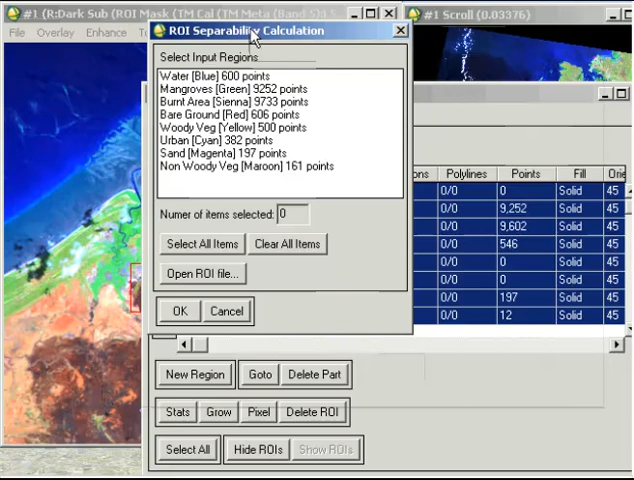 #1 (R:Dark Sub (ROI Mask (TM Cal (TM Meta (Band 5)
#1 Scroll (0.03376)
File Overlay Enhance
ROI Separability Calculation
Select Input Regions
Water [Blue] 600 points
Mangroves [Green] 9252 points
Burnt Area [Sienna] 9733 points
Bare Ground [Red] 606 points
Woody Veg [Yellow] 500 points
Urban [Cyan] 382 points
Sand [Magenta] 197 points
Non Woody Veg [Maroon] 161 points
Numer of items selected: 0
Select All Items Clear All Items
Open ROI file...
OK Cancel
ons Polylines Points Fill Orie
0/0 0 Solid 45
0/0 9,252 Solid 45
0/0 9,602 Solid 45
0/0 546 Solid 45
0/0 0 Solid 45
0/0 0 Solid 45
0/0 197 Solid 45
0/0 12 Solid 45
New Region Goto Delete Part
Stats Grow Pixel Delete ROI
Select All Hide ROIs Show ROIs